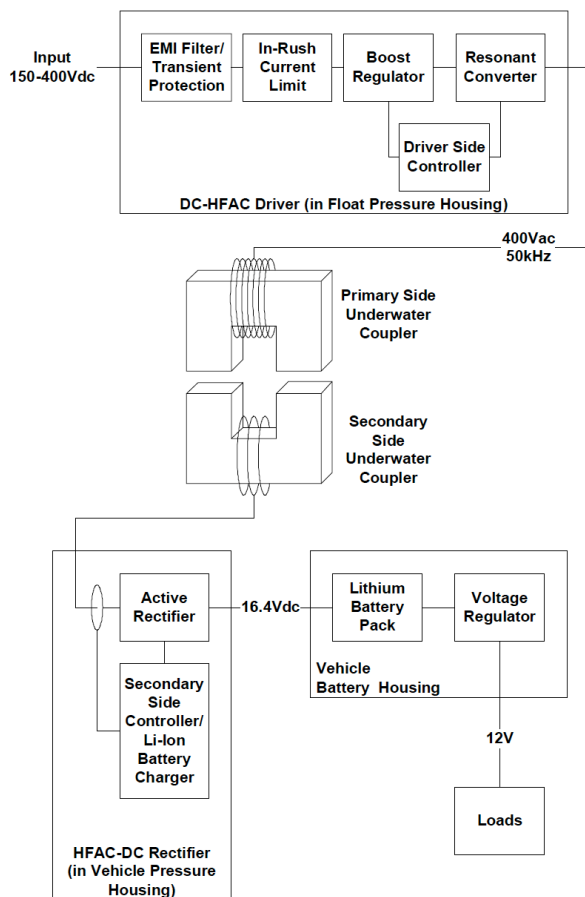 Input
150-400Vdc
EMI Filter/
Transient
Protection
In-Rush
Current
Limit
Boost
Regulator
Resonant
Converter
Driver Side
Controller
DC-HFAC Driver (in Float Pressure Housing)
400Vac
50kHz
Primary Side
Underwater
Coupler
Secondary
Side
Underwater
Coupler
Active
Rectifier
16.4Vdc
Lithium
Battery
Pack
Voltage
Regulator
Vehicle
Battery Housing
Secondary
Side
Controller/
Li-Ion
Battery
Charger
12V
Loads
HFAC-DC Rectifier
(in Vehicle Pressure
Housing)